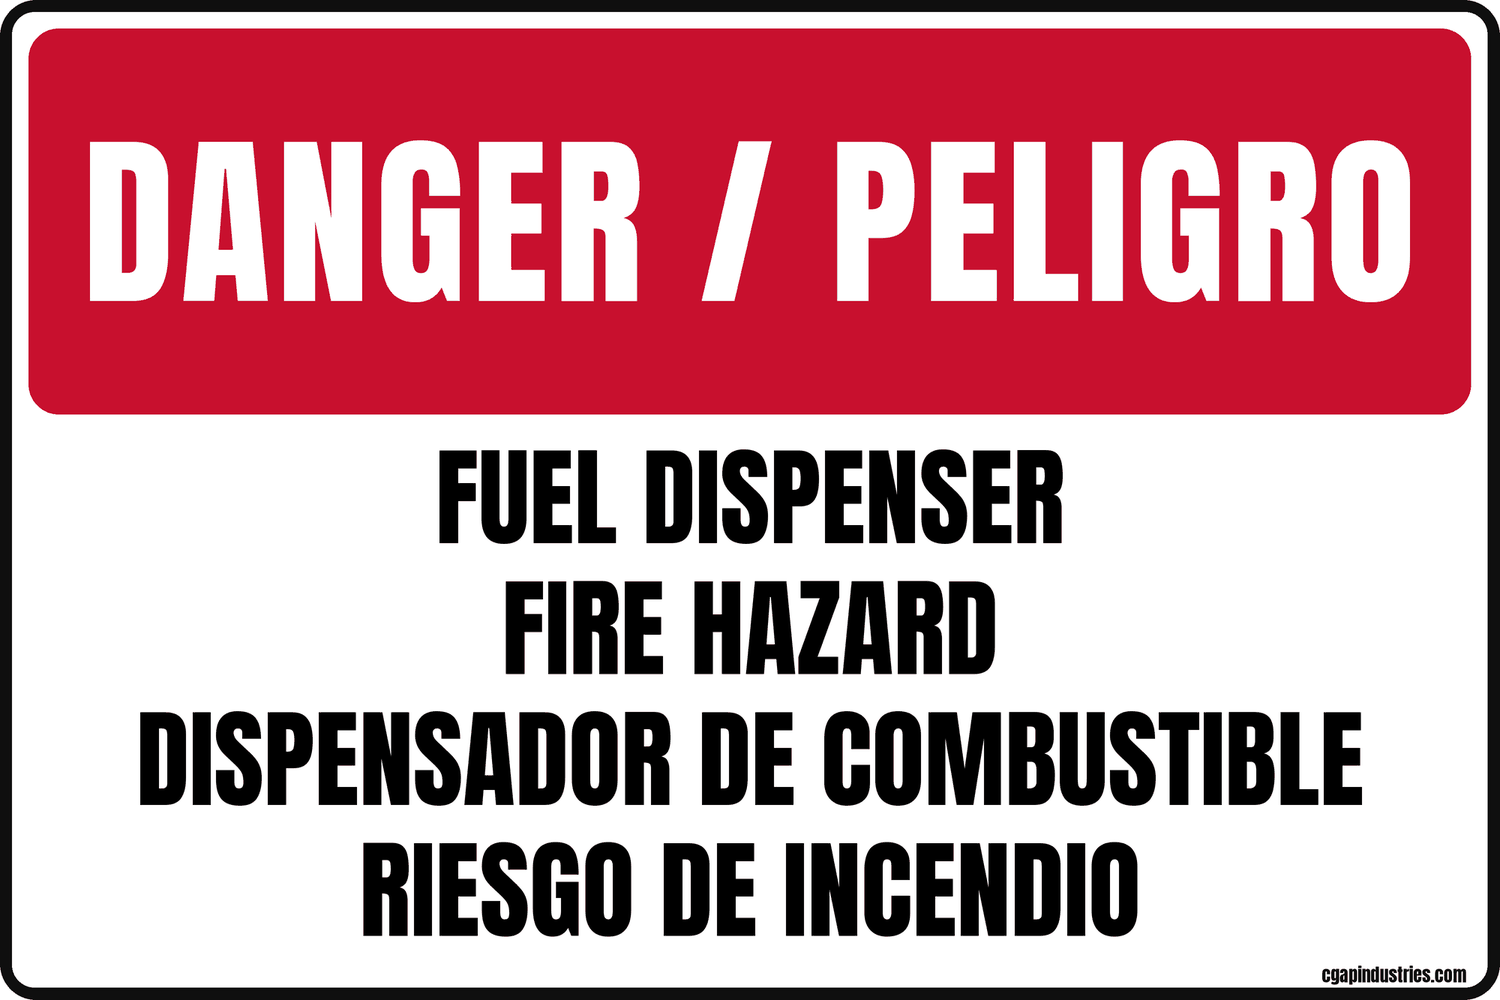 DANGER / PELIGRO
FUEL DISPENSER
FIRE HAZARD
DISPENSADOR DE COMBUSTIBLE
RIESGO DE INCENDIO
cgapindustries.com